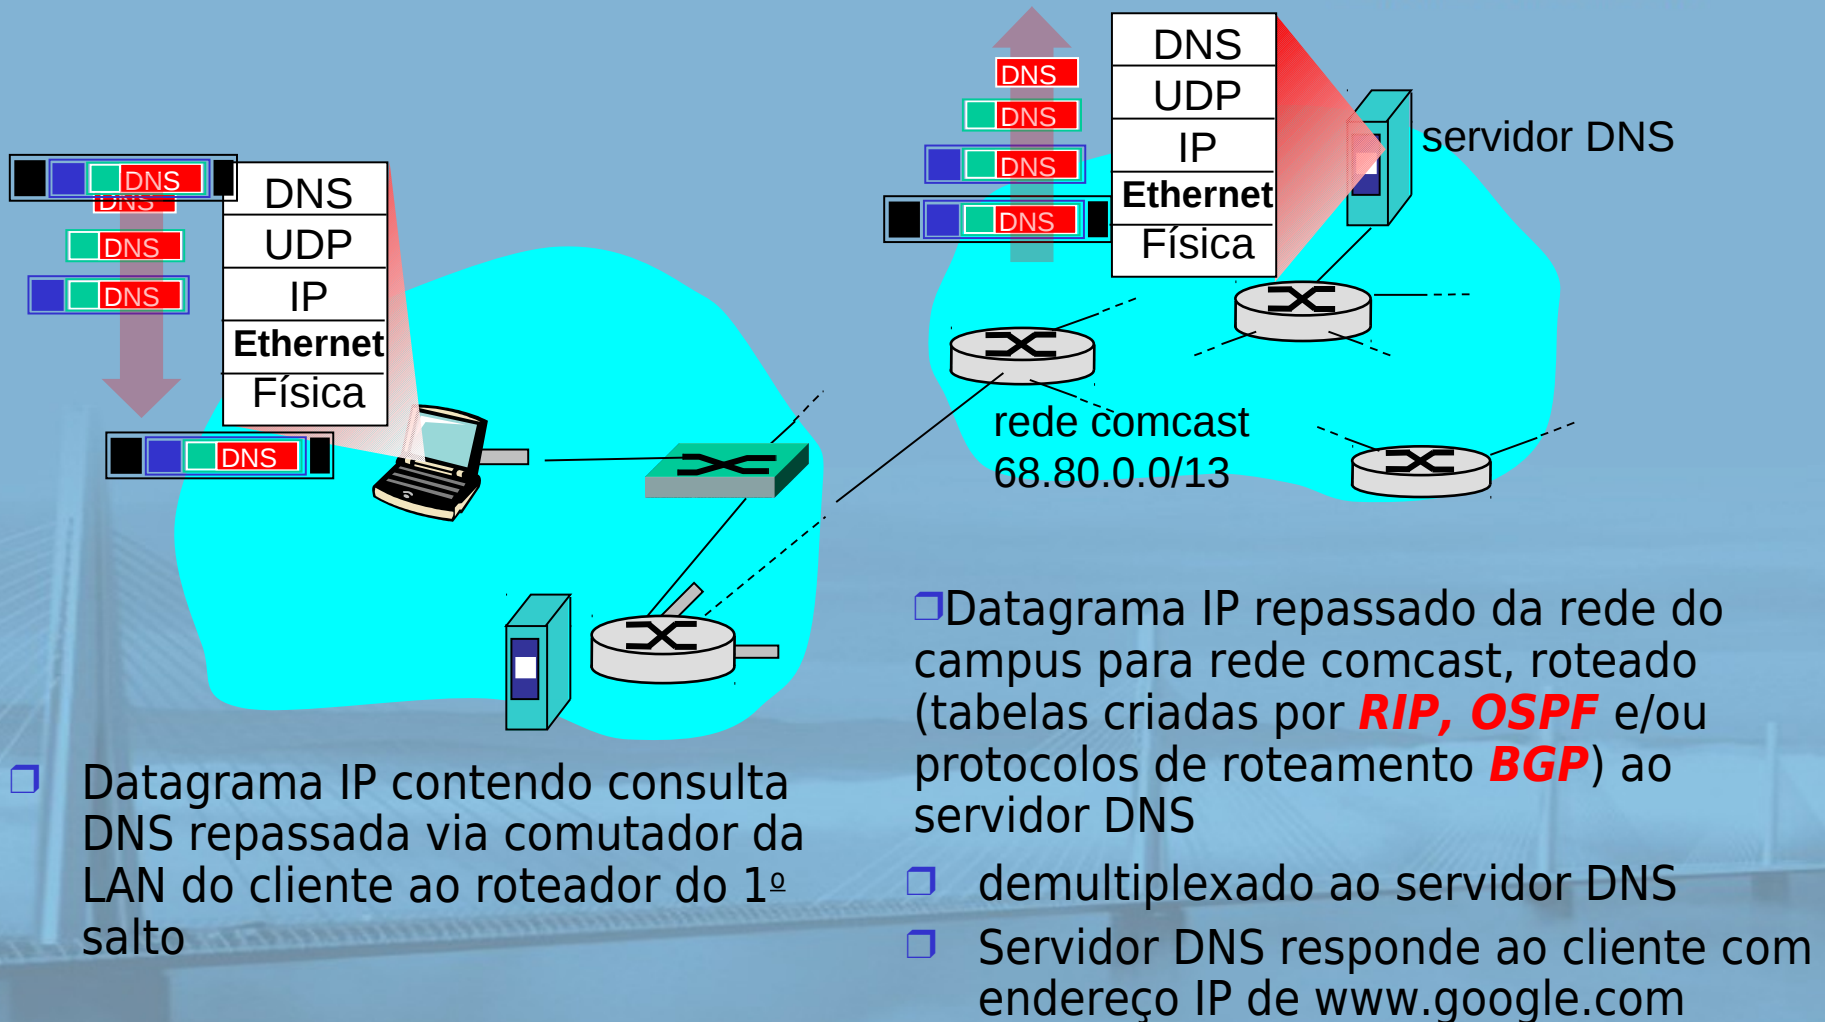 DNS
DNS
DNS
DNS
DNS
DNS
UDP
IP
Ethernet
Física
DNS
DNS
DNS
DNS
DNS
UDP
IP
Ethernet
Física
servidor DNS
rede comcast
68.80.0.0/13
Datagrama IP contendo consulta
DNS repassada via comutador da
LAN do cliente ao roteador do 1º
salto
Datagrama IP repassado da rede do
campus para rede comcast, roteado
(tabelas criadas por RIP, OSPF e/ou
protocolos de roteamento BGP) ao
servidor DNS
demultiplexado ao servidor DNS
Servidor DNS responde ao cliente com
endereço IP de www.google.com